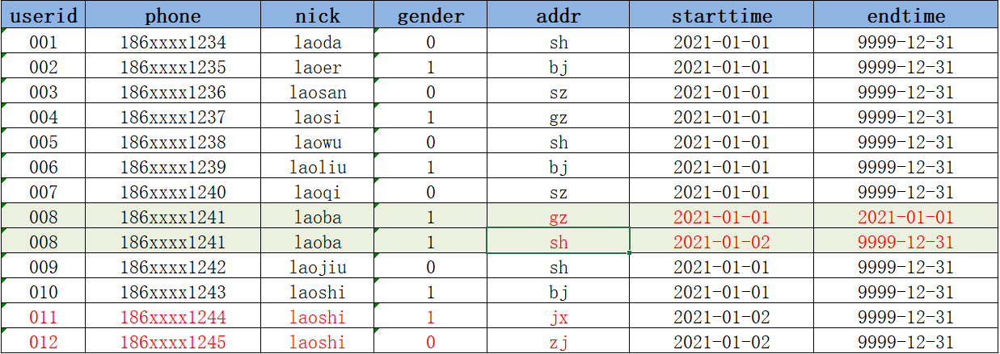 userid phone nick gender addr starttime endtime
001 186xxxx1234 laoda 0 sh 2021-01-01 9999-12-31
002 186xxxx1235 laoer 1 bj 2021-01-01 9999-12-31
003 186xxxx1236 laosan 0 sz 2021-01-01 9999-12-31
004 186xxxx1237 laosi 1 gz 2021-01-01 9999-12-31
005 186xxxx1238 laowu 0 sh 2021-01-01 9999-12-31
006 186xxxx1239 laoliu 1 bj 2021-01-01 9999-12-31
007 186xxxx1240 laoqi 0 sz 2021-01-01 9999-12-31
008 186xxxx1241 laoba 1 gz 2021-01-01 2021-01-01
008 186xxxx1241 laoba 1 sh 2021-01-02 9999-12-31
009 186xxxx1242 laojiu 0 sh 2021-01-01 9999-12-31
010 186xxxx1243 laoshi 1 bj 2021-01-01 9999-12-31
011 186xxxx1244 laoshi 1 jx 2021-01-02 9999-12-31
012 186xxxx1245 laoshi 0 zj 2021-01-02 9999-12-31